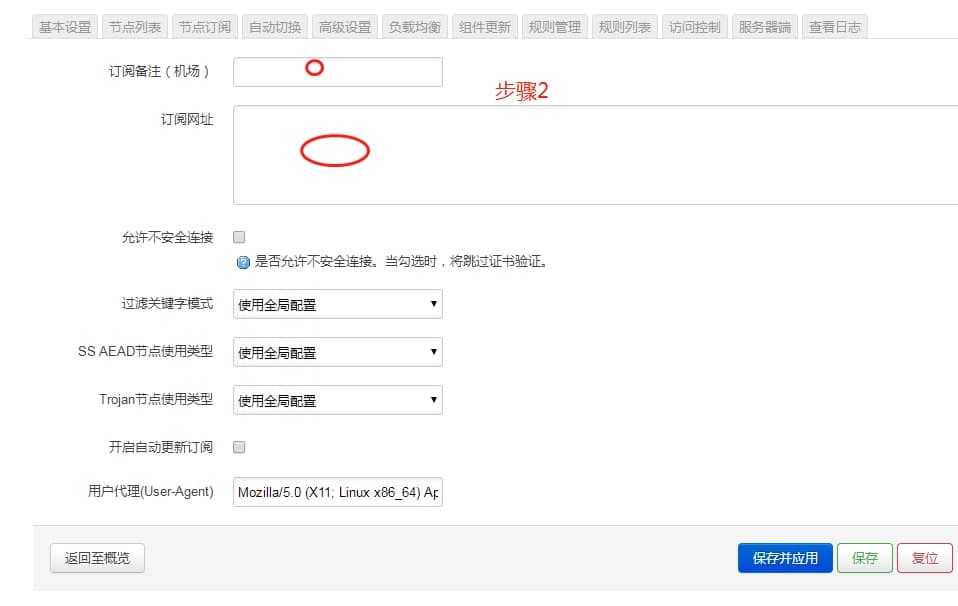 基本设置 节点列表 节点订阅 自动切换 高级设置 负载均衡 组件更新 规则管理 规则列表 访问控制 服务器端 查看日志
订阅备注（机场）
步骤2
订阅网址
允许不安全连接
是否允许不安全连接。当勾选时，将跳过证书验证。
过滤关键字模式 使用全局配置
SS AEAD节点使用类型 使用全局配置
Trojan节点使用类型 使用全局配置
开启自动更新订阅
用户代理(User-Agent) Mozilla/5.0 (X11; Linux x86_64) Ap
返回至概览 保存并应用 保存 复位